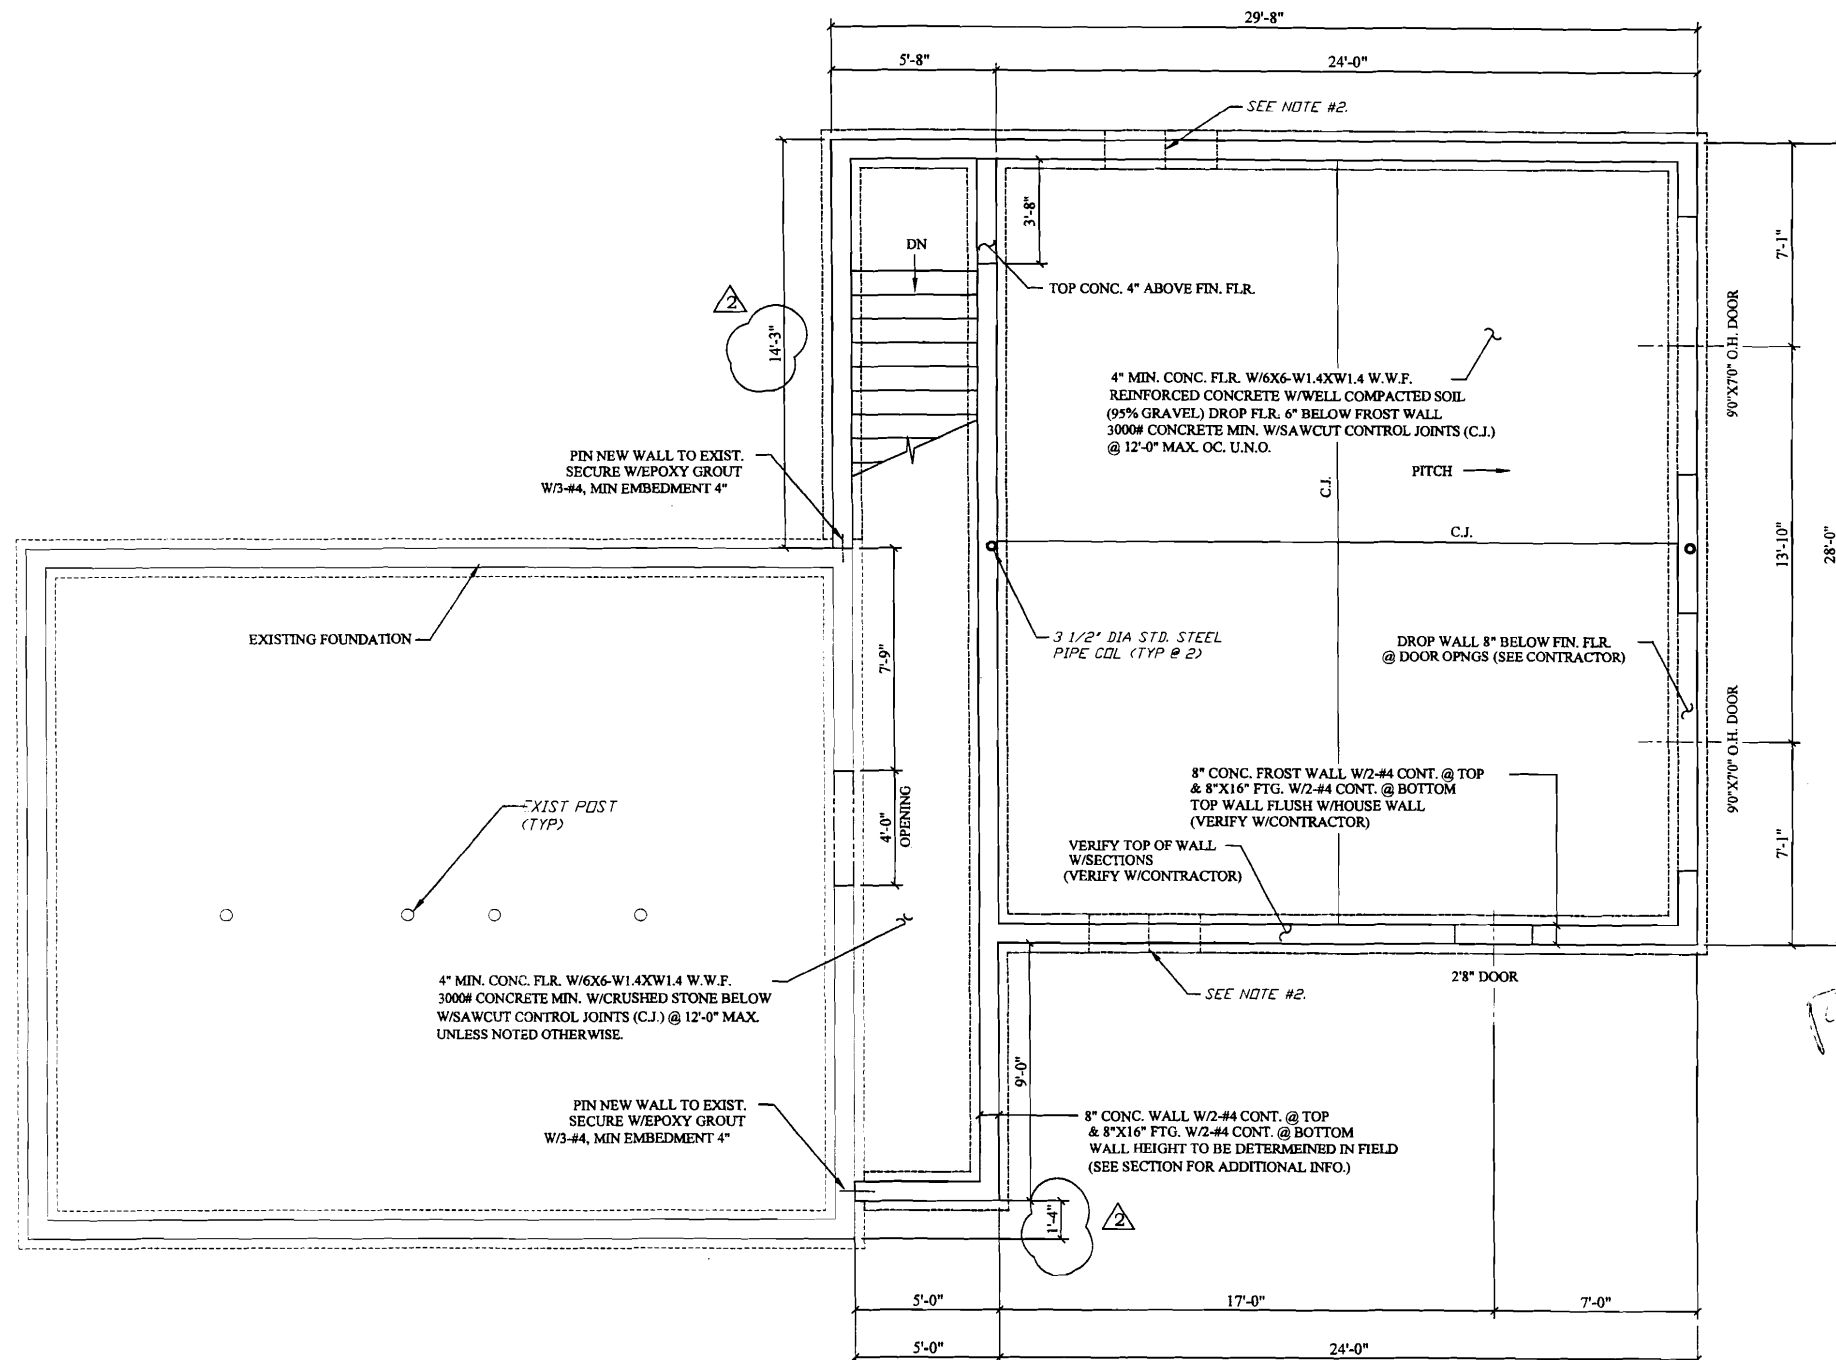 29'-8"
5'-8"
24'-0"
SEE NOTE #2.
3'-8"
7'-1"
DN
TOP CONC. 4" ABOVE FIN. FLR.
2
14'-3"
9'0"X7'0" O.H. DOOR
4" MIN. CONC. FLR. W/6X6-W1.4XW1.4 W.W.F.
REINFORCED CONCRETE W/WELL COMPACTED SOIL
(95% GRAVEL) DROP FLR. 6" BELOW FROST WALL
3000# CONCRETE MIN. W/SAWCUT CONTROL JOINTS (C.J.)
@ 12'-0" MAX. OC. U.N.O.
PITCH
PIN NEW WALL TO EXIST.
SECURE W/EPOXY GROUT
W/3-#4, MIN EMBEDMENT 4"
C.J.
C.J.
13'-10"
28'-0"
EXISTING FOUNDATION
7'-9"
3 1/2" DIA STD. STEEL
PIPE COL (TYP @ 2)
DROP WALL 8" BELOW FIN. FLR.
@ DOOR OPNGS (SEE CONTRACTOR)
9'0"X7'0" O.H. DOOR
EXIST POST
(TYP)
4'-0"
OPENING
8" CONC. FROST WALL W/2-#4 CONT. @ TOP
& 8"X16" FTG. W/2-#4 CONT. @ BOTTOM
TOP WALL FLUSH W/HOUSE WALL
(VERIFY W/CONTRACTOR)
7'-1"
VERIFY TOP OF WALL
W/SECTIONS
(VERIFY W/CONTRACTOR)
4" MIN. CONC. FLR. W/6X6-W1.4XW1.4 W.W.F.
3000# CONCRETE MIN. W/CRUSHED STONE BELOW
W/SAWCUT CONTROL JOINTS (C.J.) @ 12'-0" MAX.
UNLESS NOTED OTHERWISE.
2'8" DOOR
SEE NOTE #2.
9'-0"
PIN NEW WALL TO EXIST.
SECURE W/EPOXY GROUT
W/3-#4, MIN EMBEDMENT 4"
8" CONC. WALL W/2-#4 CONT. @ TOP
& 8"X16" FTG. W/2-#4 CONT. @ BOTTOM
WALL HEIGHT TO BE DETERMEINED IN FIELD
(SEE SECTION FOR ADDITIONAL INFO.)
1'-4"
2
5'-0"
17'-0"
7'-0"
5'-0"
24'-0"